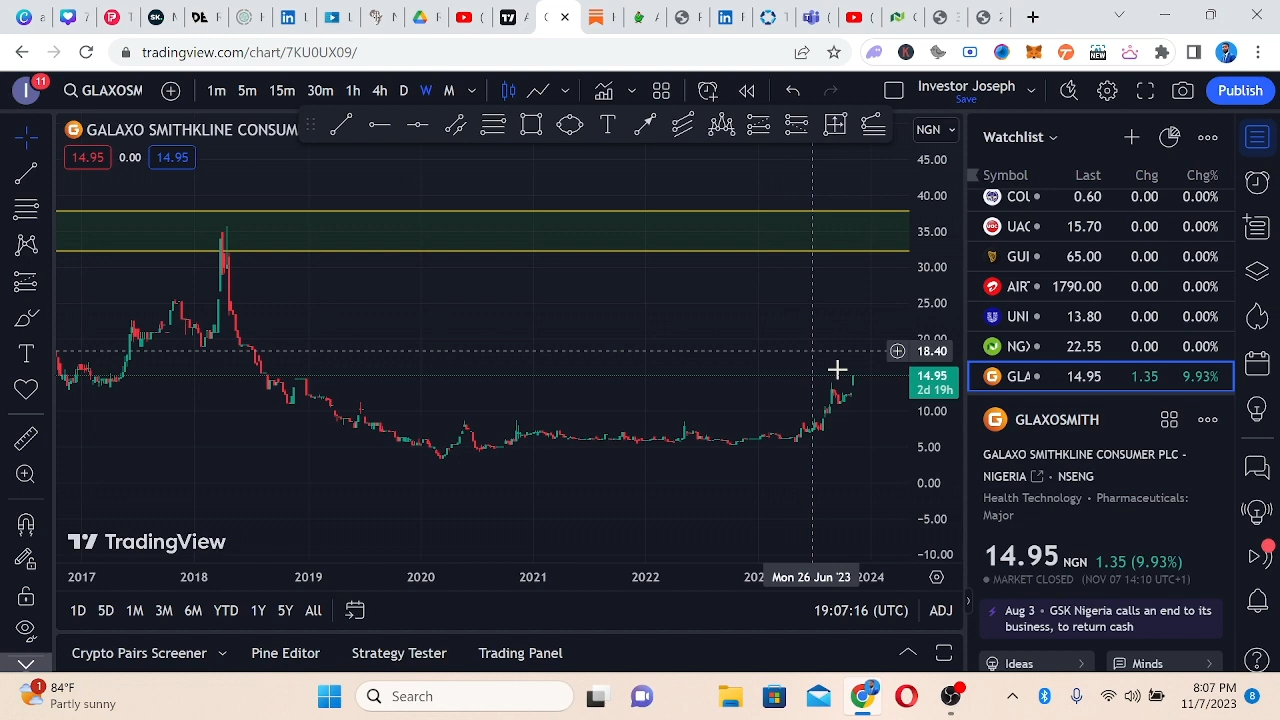 11
tradingview.com/chart/7KU0UX09/
NEW
GLAXOSM
1m 5m 15m 30m 1h 4h D W M
Investor Joseph
Save
Publish
GALAXO SMITHKLINE CONSUM
14.95 0.00 14.95
NGN
45.00
40.00
35.00
30.00
25.00
20.00
18.40
14.95
2d 19h
10.00
5.00
0.00
−5.00
−10.00
TradingView
2017 2018 2019 2020 2021 2022 Mon 26 Jun '23 2024
1D 5D 1M 3M 6M YTD 1Y 5Y All
19:07:16 (UTC) ADJ
Crypto Pairs Screener Pine Editor Strategy Tester Trading Panel
Watchlist
Symbol Last Chg Chg%
COU 0.60 0.00 0.00%
UAC 15.70 0.00 0.00%
GUI 65.00 0.00 0.00%
AIRT 1790.00 0.00 0.00%
UNI 13.80 0.00 0.00%
NGX 22.55 0.00 0.00%
GLA 14.95 1.35 9.93%
GLAXOSMITH
GALAXO SMITHKLINE CONSUMER PLC -
NIGERIA • NSENG
Health Technology • Pharmaceuticals:
Major
14.95 NGN 1.35 (9.93%)
MARKET CLOSED (NOV 07 14:10 UTC+1)
Aug 3 • GSK Nigeria calls an end to its
business, to return cash
Ideas Minds
1
84°F
Partly sunny
Search
8:07 PM
11/7/2023
8